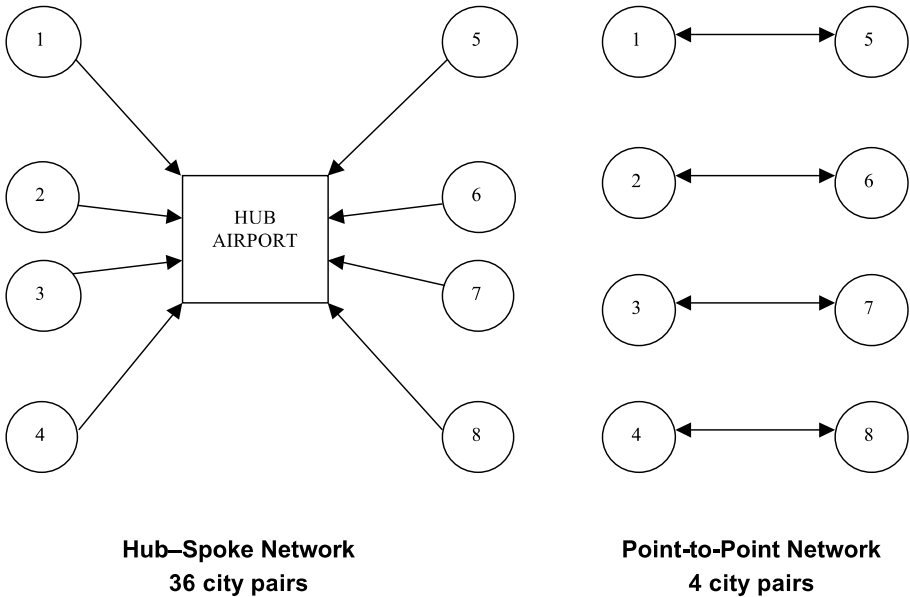 1
5
2
6
HUB
AIRPORT
3
7
4
8
1
5
2
6
3
7
4
8
Hub–Spoke Network
36 city pairs
Point-to-Point Network
4 city pairs